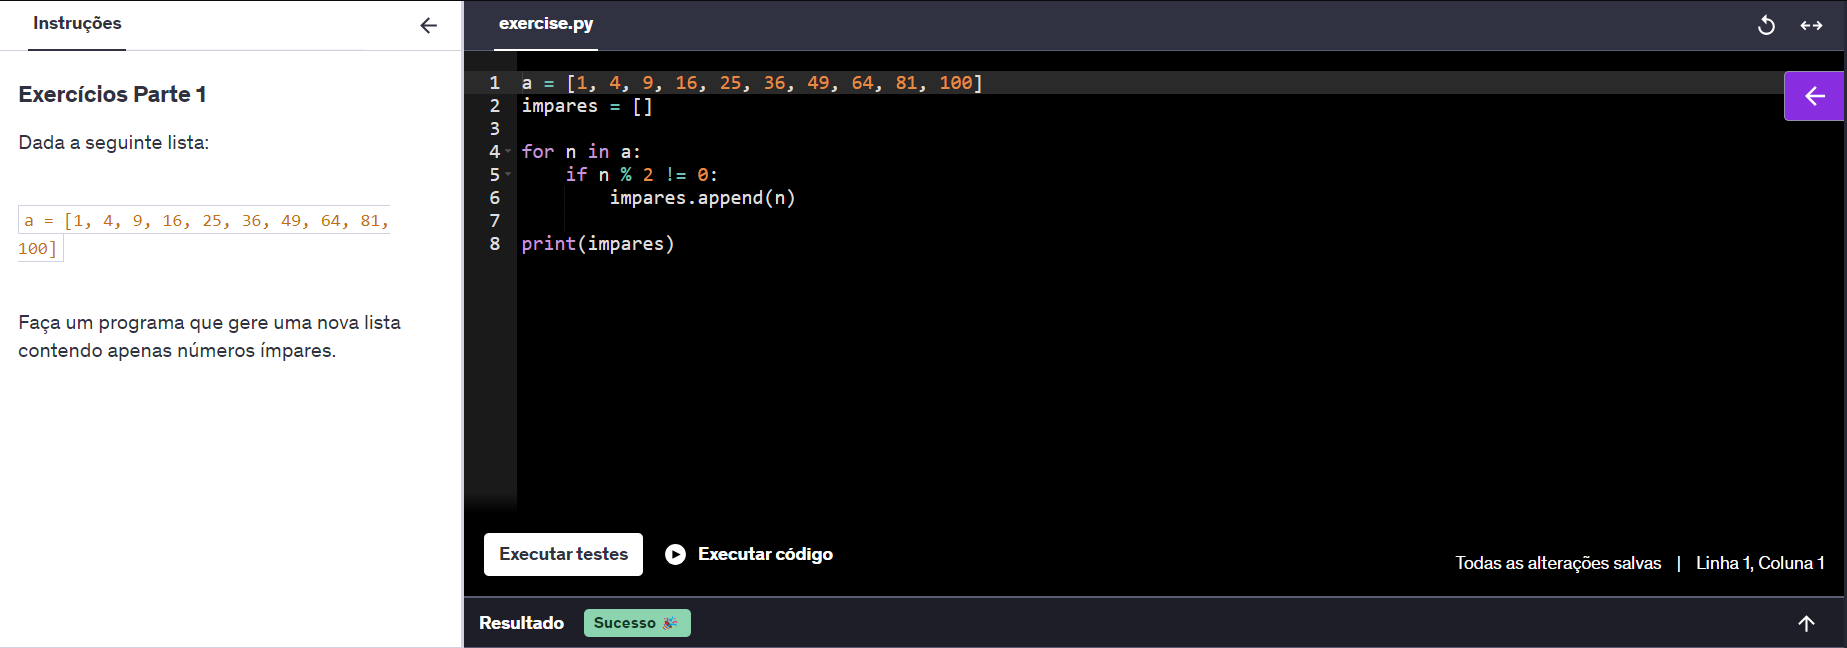 Instruções
Exercícios Parte 1
Dada a seguinte lista:
a = [1, 4, 9, 16, 25, 36, 49, 64, 81,
100]
Faça um programa que gere uma nova lista
contendo apenas números ímpares.
exercise.py
1 a = [1, 4, 9, 16, 25, 36, 49, 64, 81, 100]
2 impares = []
3
4 for n in a:
5     if n % 2 != 0:
6         impares.append(n)
7
8 print(impares)
Executar testes
Executar código
Todas as alterações salvas | Linha 1, Coluna 1
Resultado
Sucesso 🎉